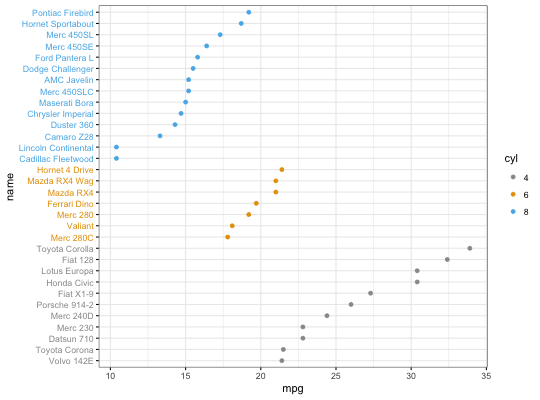 Pontiac Firebird
Hornet Sportabout
Merc 450SL
Merc 450SE
Ford Pantera L
Dodge Challenger
AMC Javelin
Merc 450SLC
Maserati Bora
Chrysler Imperial
Duster 360
Camaro Z28
Lincoln Continental
Cadillac Fleetwood
Hornet 4 Drive
Mazda RX4 Wag
Mazda RX4
Ferrari Dino
Merc 280
Valiant
Merc 280C
Toyota Corolla
Fiat 128
Lotus Europa
Honda Civic
Fiat X1-9
Porsche 914-2
Merc 240D
Merc 230
Datsun 710
Toyota Corona
Volvo 142E
name
10 15 20 25 30 35
mpg
cyl
4
6
8